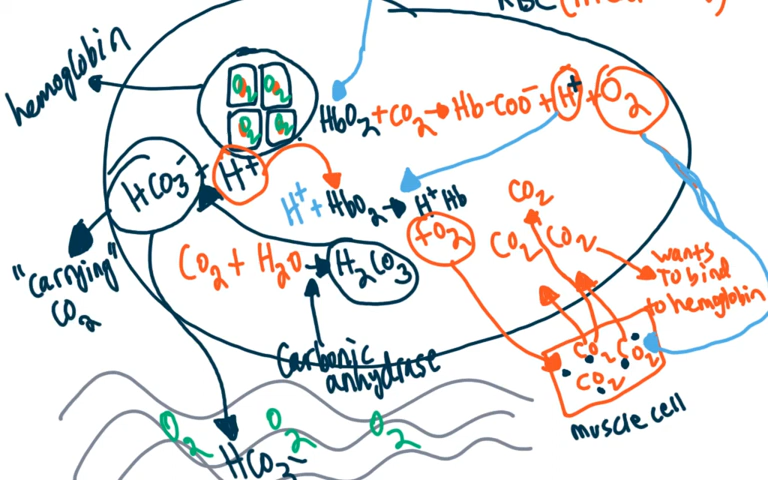 RBC
hemoglobin
O2 O2
O2 O2
HbO2 + CO2 → Hb-COO⁻ + H⁺ + O2
HCO3⁻ + H⁺
H⁺ + HbO2 → H⁺Hb
+O2
CO2
CO2 CO2
wants
to bind
to hemoglobin
CO2 + H2O → H2CO3
"carrying"
CO2
Carbonic
anhydrase
CO2 CO2
CO2
muscle cell
O2 O2 O2
HCO3⁻